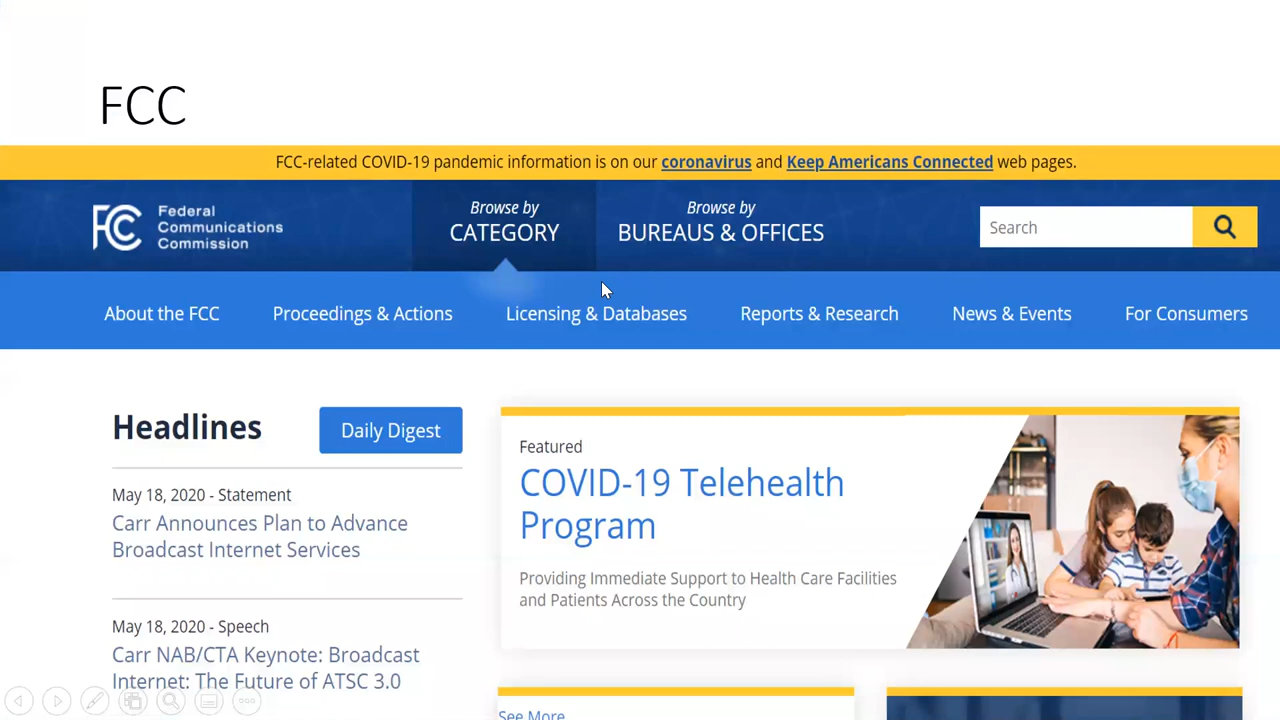 FCC
FCC-related COVID-19 pandemic information is on our coronavirus and Keep Americans Connected web pages.
FCC
Federal
Communications
Commission
Browse by
CATEGORY
Browse by
BUREAUS & OFFICES
Search
About the FCC
Proceedings & Actions
Licensing & Databases
Reports & Research
News & Events
For Consumers
Headlines
Daily Digest
May 18, 2020 - Statement
Carr Announces Plan to Advance
Broadcast Internet Services
May 18, 2020 - Speech
Carr NAB/CTA Keynote: Broadcast
Internet: The Future of ATSC 3.0
Featured
COVID-19 Telehealth
Program
Providing Immediate Support to Health Care Facilities
and Patients Across the Country
See More